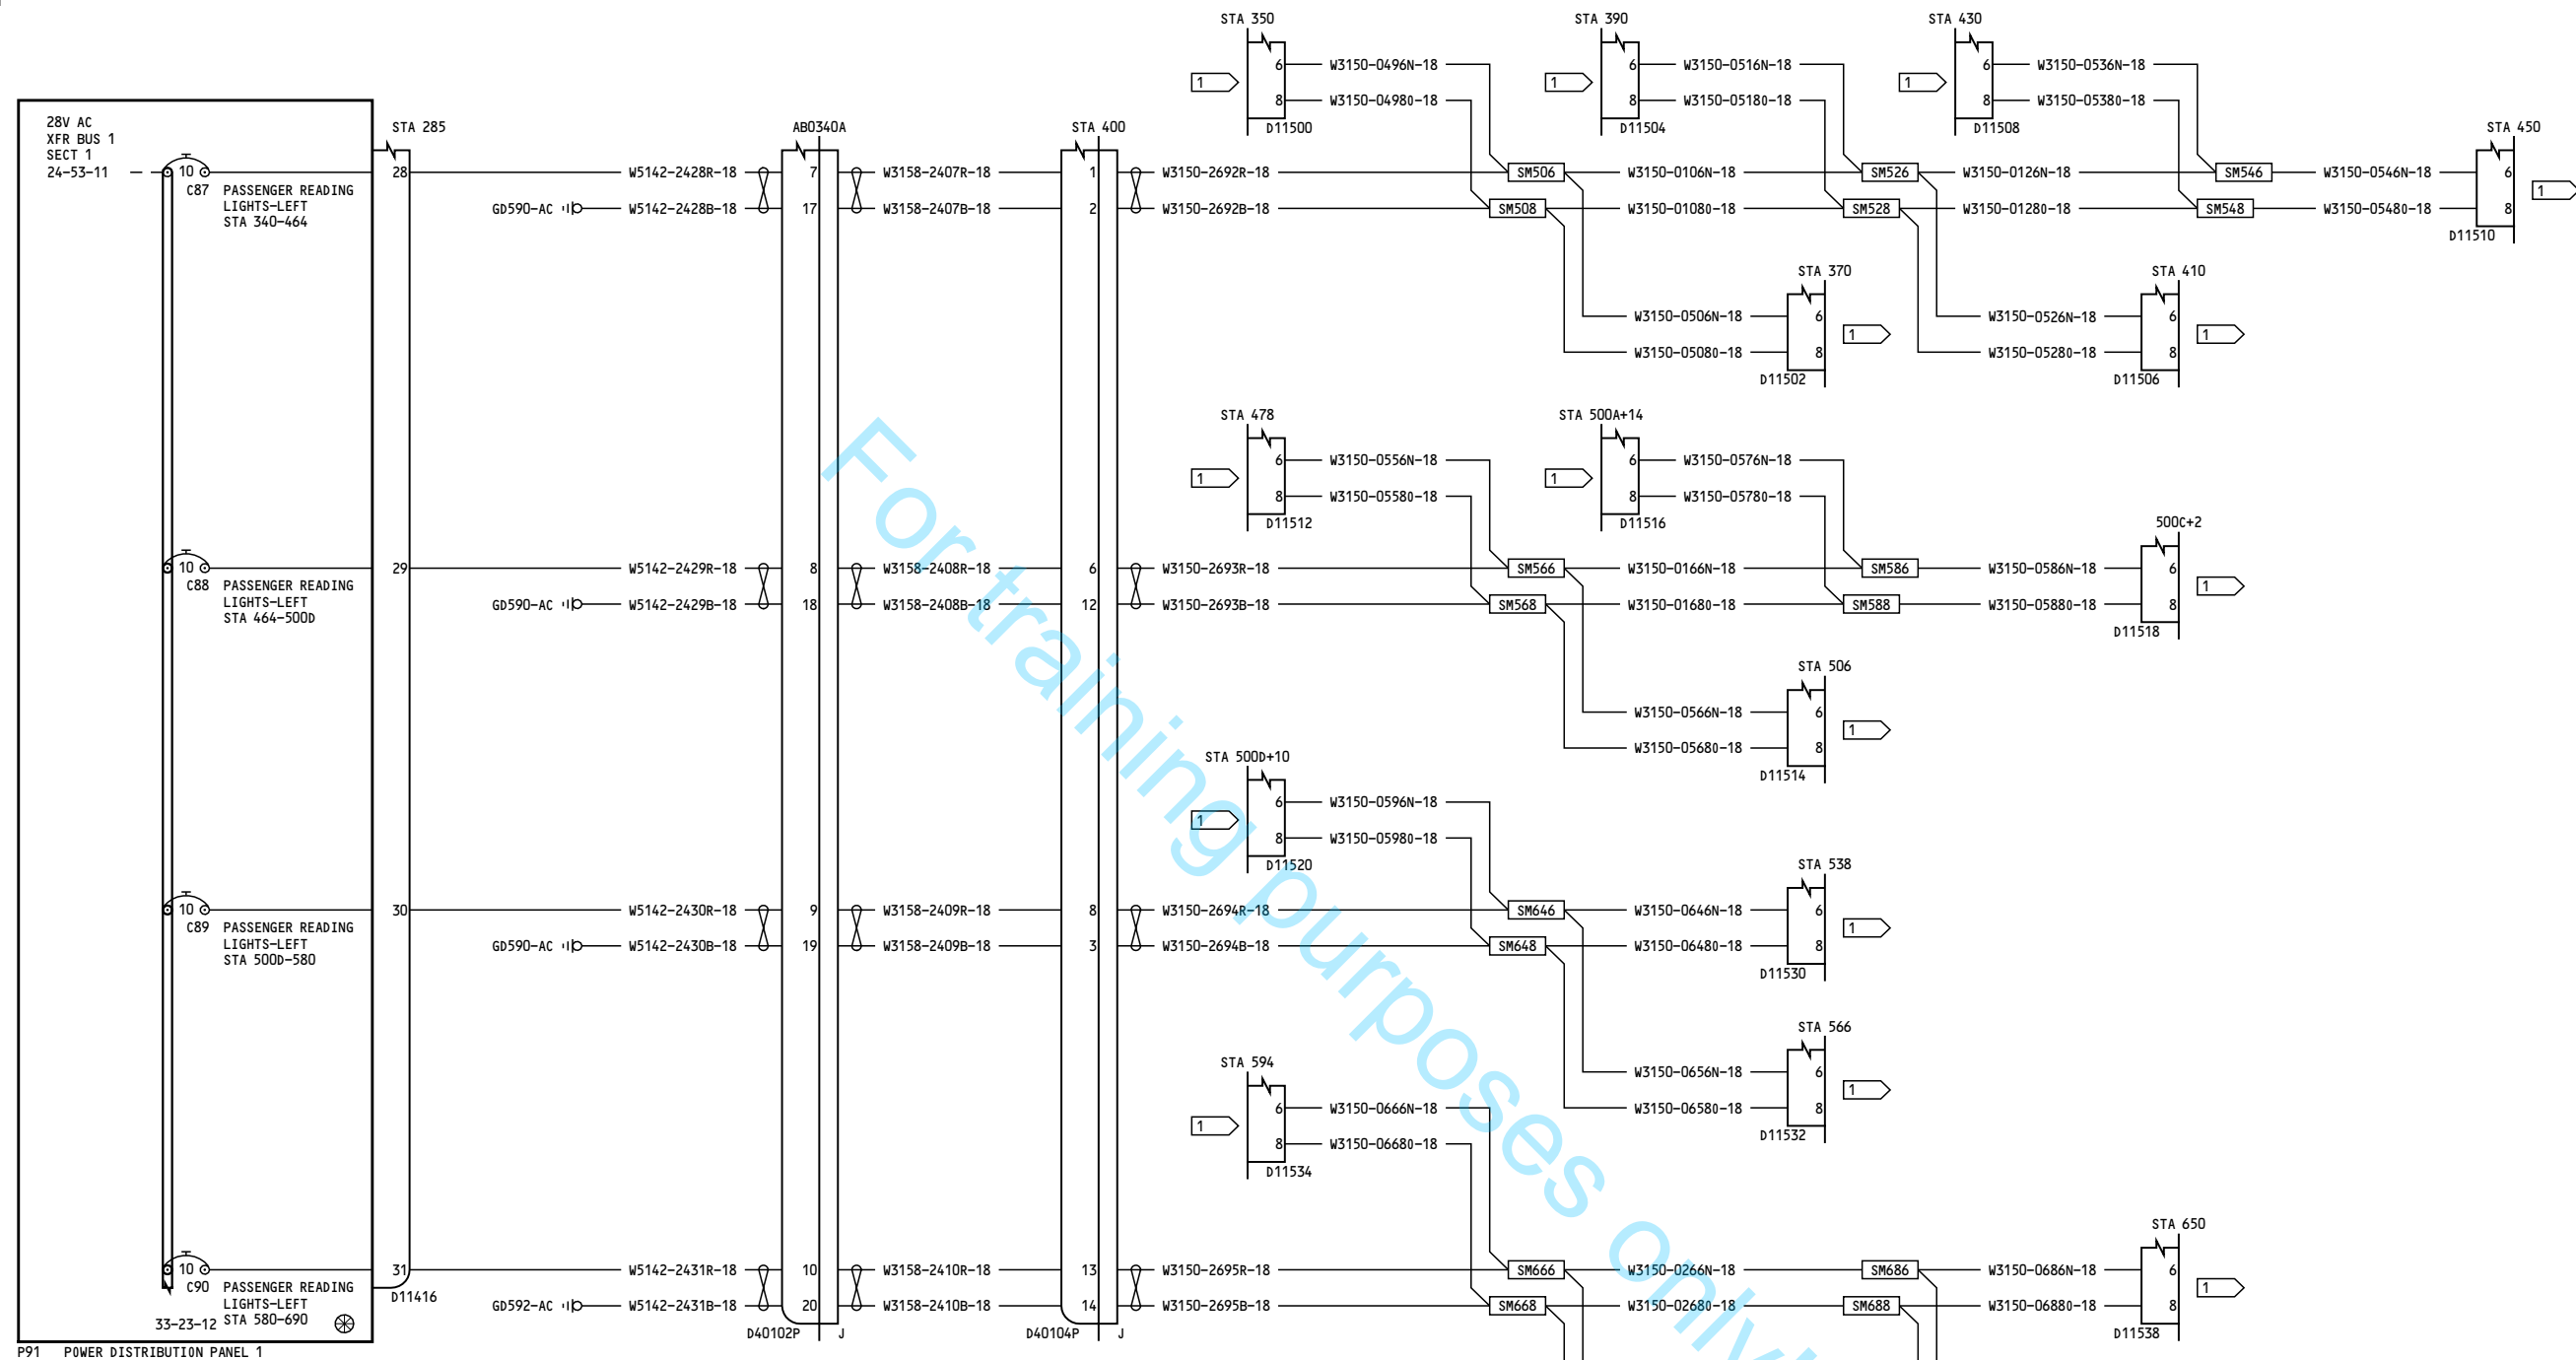 28V AC
XFR BUS 1
SECT 1
24-53-11
10
C87 PASSENGER READING
LIGHTS-LEFT
STA 340-464
10
C88 PASSENGER READING
LIGHTS-LEFT
STA 464-500D
10
C89 PASSENGER READING
LIGHTS-LEFT
STA 500D-580
10
C90 PASSENGER READING
LIGHTS-LEFT
STA 580-690
33-23-12
P91 POWER DISTRIBUTION PANEL 1
STA 285
28
29
30
31
D11416
W5142-2428R-18
GD590-AC W5142-2428B-18
W5142-2429R-18
GD590-AC W5142-2429B-18
W5142-2430R-18
GD590-AC W5142-2430B-18
W5142-2431R-18
GD592-AC W5142-2431B-18
AB0340A
7
17
8
18
9
19
10
20
D40102P J
W3158-2407R-18
W3158-2407B-18
W3158-2408R-18
W3158-2408B-18
W3158-2409R-18
W3158-2409B-18
W3158-2410R-18
W3158-2410B-18
STA 400
1
2
6
12
8
3
13
14
D40104P J
W3150-2692R-18
W3150-2692B-18
W3150-2693R-18
W3150-2693B-18
W3150-2694R-18
W3150-2694B-18
W3150-2695R-18
W3150-2695B-18
STA 350
1
6 W3150-0496N-18
8 W3150-0498O-18
D11500
STA 390
1
6 W3150-0516N-18
8 W3150-0518O-18
D11504
STA 430
1
6 W3150-0536N-18
8 W3150-0538O-18
D11508
SM506 W3150-0106N-18 SM526 W3150-0126N-18 SM546 W3150-0546N-18
SM508 W3150-0108O-18 SM528 W3150-0128O-18 SM548 W3150-0548O-18
STA 450
6
8
1
D11510
STA 370
W3150-0506N-18 6
W3150-0508O-18 8
1
D11502
STA 410
W3150-0526N-18 6
W3150-0528O-18 8
1
D11506
STA 478
1
6 W3150-0556N-18
8 W3150-0558O-18
D11512
STA 500A+14
1
6 W3150-0576N-18
8 W3150-0578O-18
D11516
SM566 W3150-0166N-18 SM586 W3150-0586N-18
SM568 W3150-0168O-18 SM588 W3150-0588O-18
500C+2
6
8
1
D11518
STA 506
W3150-0566N-18 6
W3150-0568O-18 8
1
D11514
STA 500D+10
1
6 W3150-0596N-18
8 W3150-0598O-18
D11520
SM646 W3150-0646N-18
SM648 W3150-0648O-18
STA 538
6
8
1
D11530
STA 566
W3150-0656N-18 6
W3150-0658O-18 8
1
D11532
STA 594
1
6 W3150-0666N-18
8 W3150-0668O-18
D11534
SM666 W3150-0266N-18 SM686 W3150-0686N-18
SM668 W3150-0268O-18 SM688 W3150-0688O-18
STA 650
6
8
1
D11538
For training purposes only!